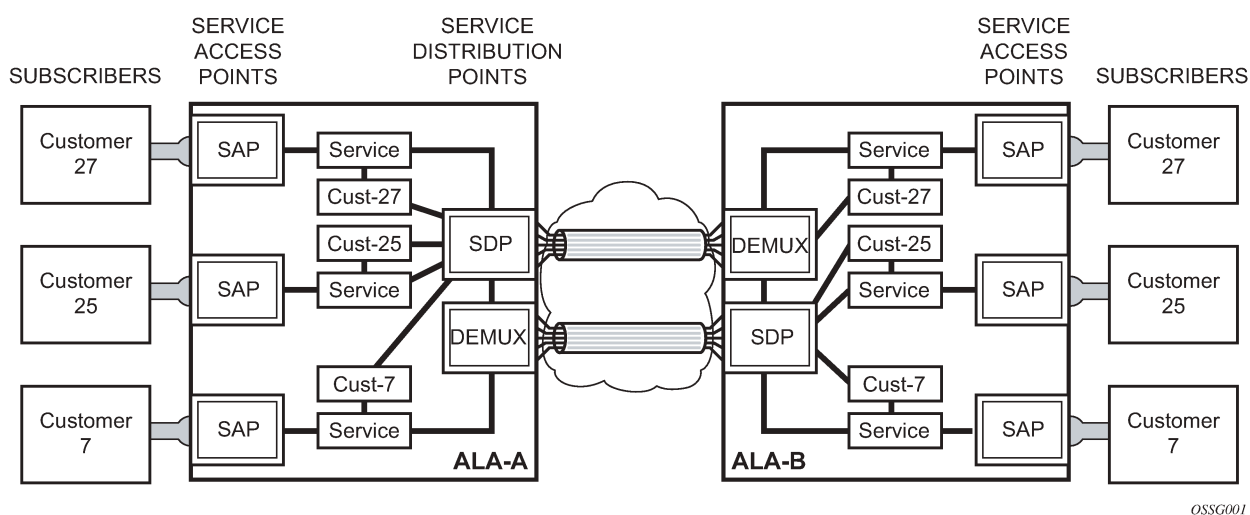 SERVICE
ACCESS
POINTS
SERVICE
DISTRIBUTION
POINTS
SERVICE
ACCESS
POINTS
SUBSCRIBERS
SUBSCRIBERS
Customer
27
SAP
Service
Cust-27
Customer
25
SAP
Cust-25
Service
Customer
7
SAP
Cust-7
Service
SDP
DEMUX
ALA-A
DEMUX
SDP
ALA-B
Service
Cust-27
SAP
Customer
27
Cust-25
Service
SAP
Customer
25
Cust-7
Service
SAP
Customer
7
OSSG001